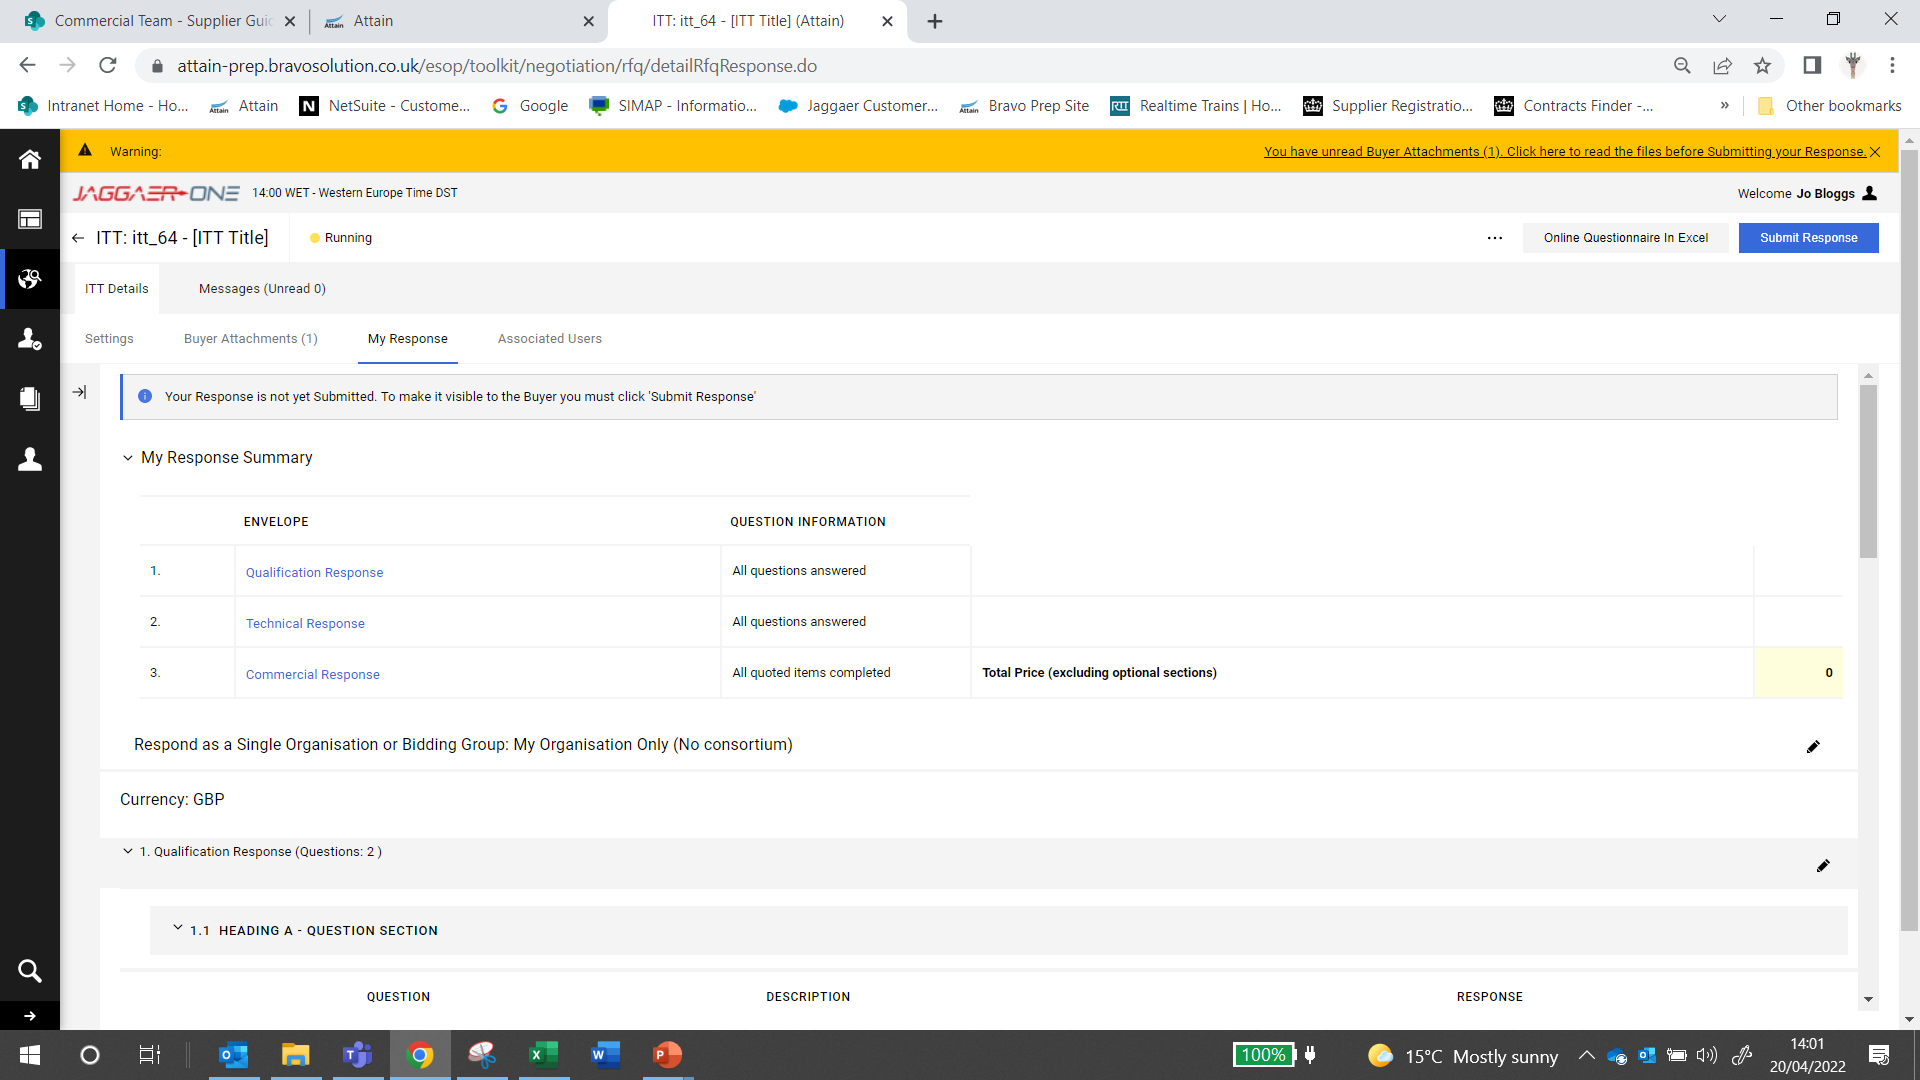 Commercial Team - Supplier Guid
Attain
Attain
ITT: itt_64 - [ITT Title] (Attain)
attain-prep.bravosolution.co.uk/esop/toolkit/negotiation/rfq/detailRfqResponse.do
Intranet Home - Ho...
Attain
Attain
N
NetSuite - Custome...
Google
SIMAP - Informatio...
Jaggaer Customer...
Attain
Bravo Prep Site
RTT
Realtime Trains | Ho...
Supplier Registratio...
Contracts Finder -...
»
Other bookmarks
Warning:
You have unread Buyer Attachments (1). Click here to read the files before Submitting your Response.
JAGGAER ONE
14:00 WET - Western Europe Time DST
Welcome Jo Bloggs
ITT: itt_64 - [ITT Title]
Running
Online Questionnaire In Excel
Submit Response
ITT Details
Messages (Unread 0)
Settings
Buyer Attachments (1)
My Response
Associated Users
Your Response is not yet Submitted. To make it visible to the Buyer you must click 'Submit Response'
My Response Summary
ENVELOPE
QUESTION INFORMATION
1.
Qualification Response
All questions answered
2.
Technical Response
All questions answered
3.
Commercial Response
All quoted items completed
Total Price (excluding optional sections)
0
Respond as a Single Organisation or Bidding Group: My Organisation Only (No consortium)
Currency: GBP
1. Qualification Response (Questions: 2 )
1.1 HEADING A - QUESTION SECTION
QUESTION
DESCRIPTION
RESPONSE
100%
15°C Mostly sunny
14:01
20/04/2022